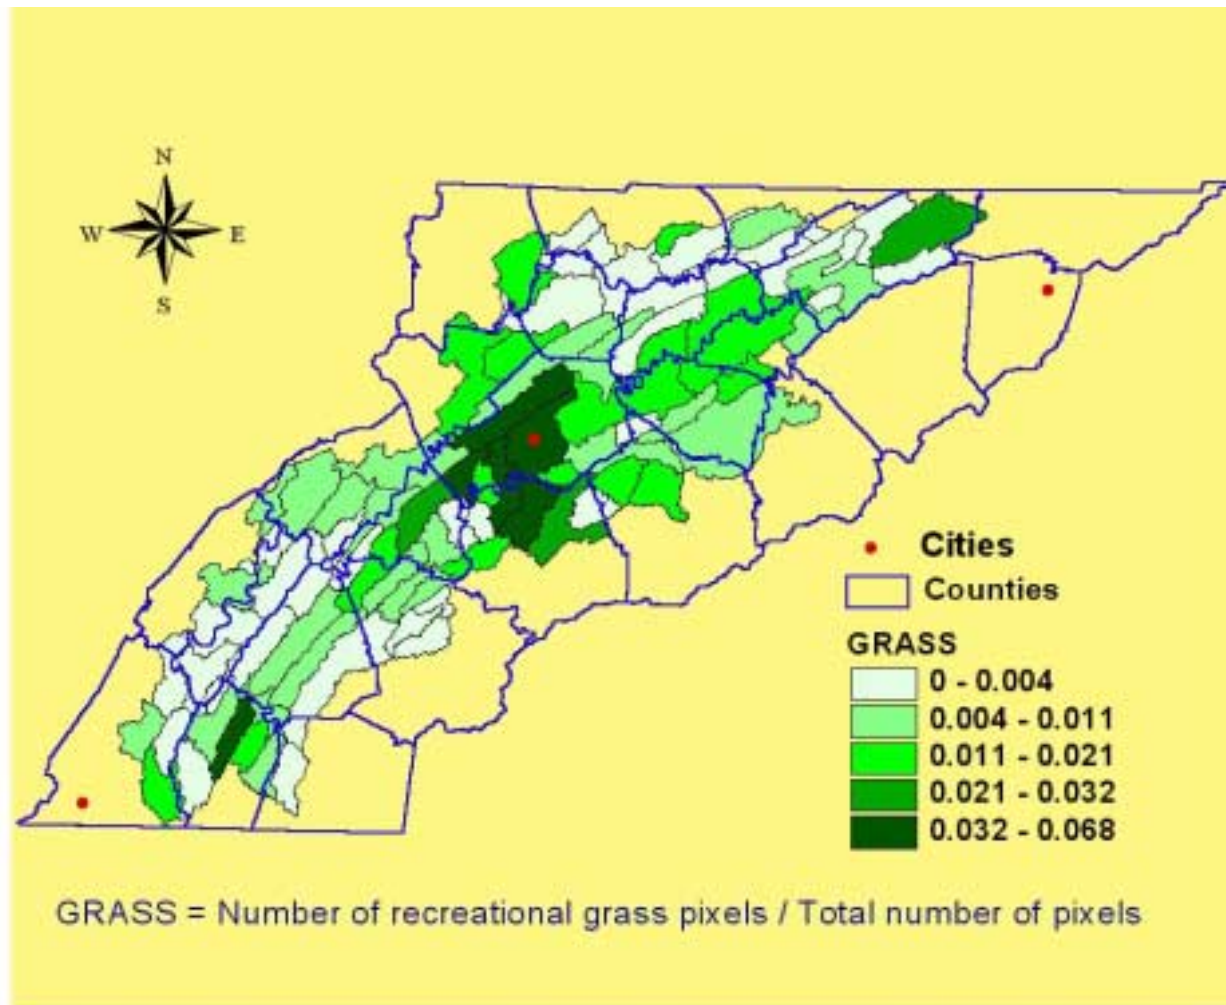 N
W E
S
Cities
Counties
GRASS
0 - 0.004
0.004 - 0.011
0.011 - 0.021
0.021 - 0.032
0.032 - 0.068
GRASS = Number of recreational grass pixels / Total number of pixels